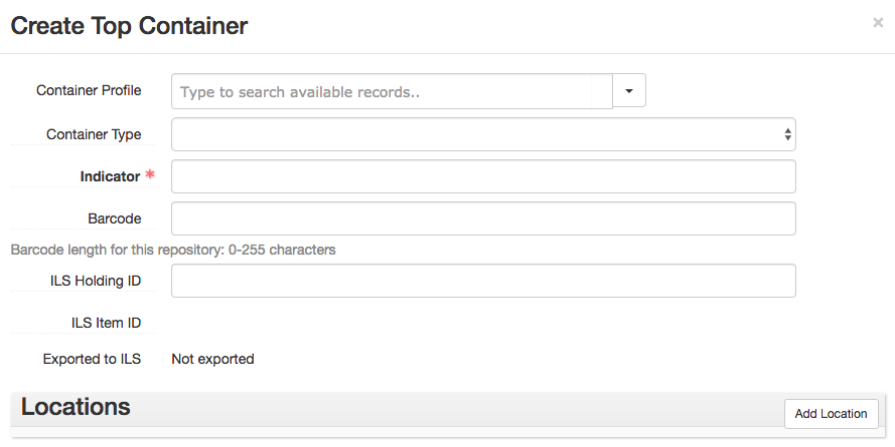 Create Top Container ×
Container Profile Type to search available records..
Container Type
Indicator *
Barcode
Barcode length for this repository: 0-255 characters
ILS Holding ID
ILS Item ID
Exported to ILS Not exported
Locations Add Location